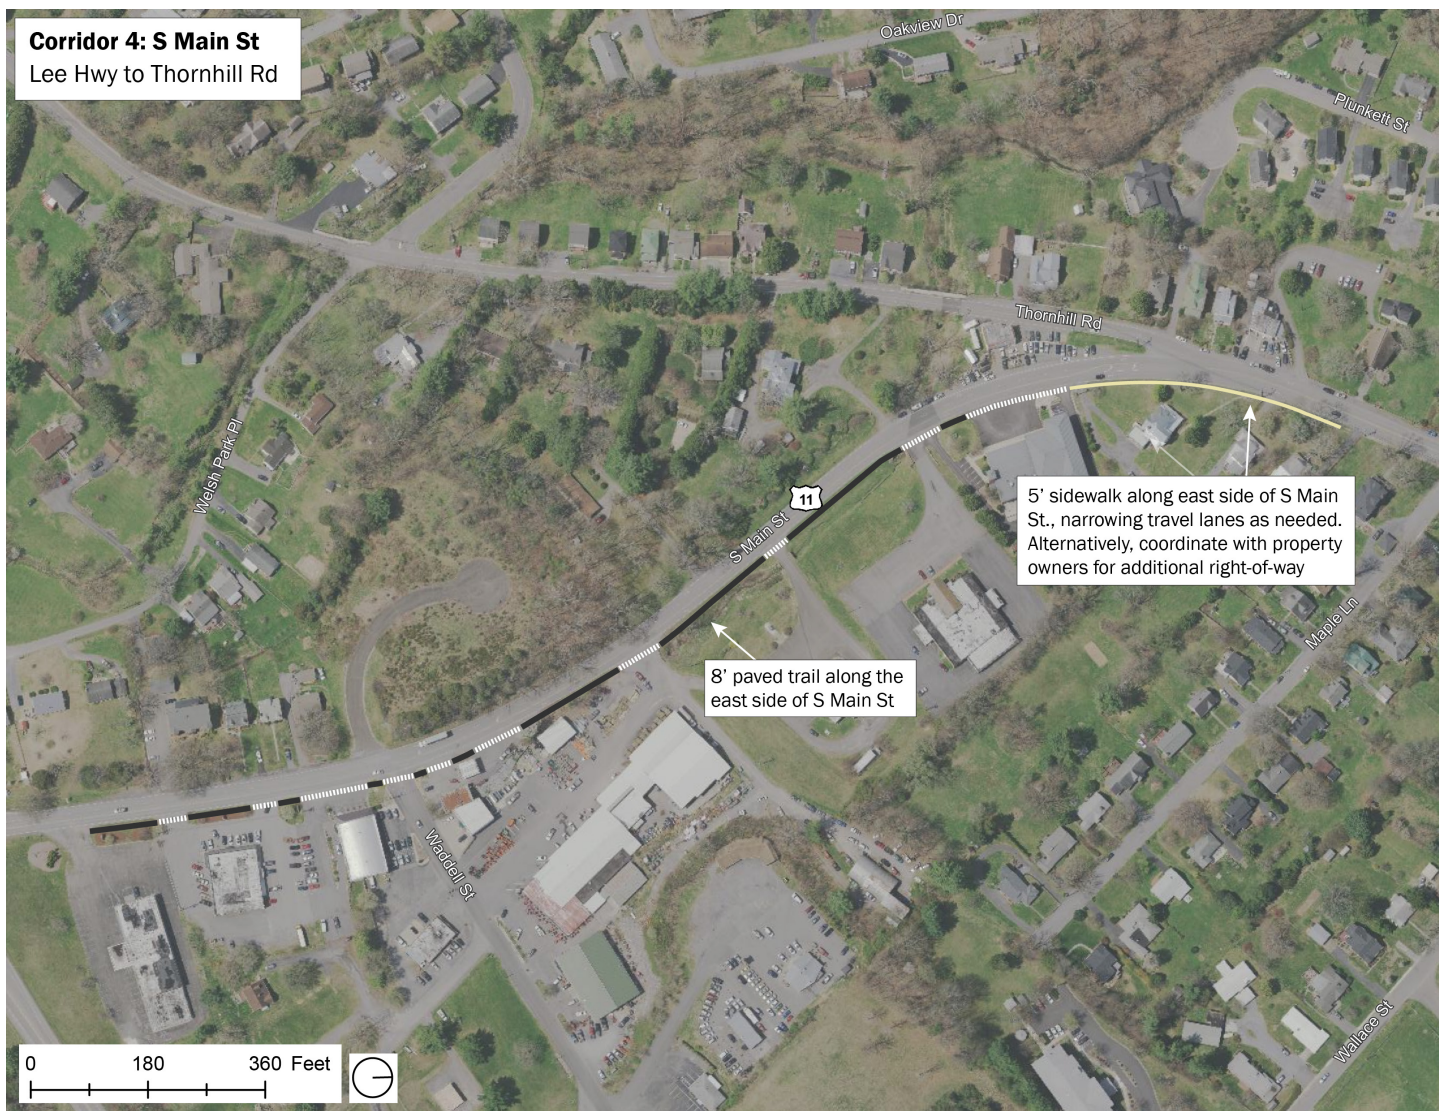 Corridor 4: S Main St
Lee Hwy to Thornhill Rd
Oakview Dr
Plunkett St
Thornhill Rd
Welsh Park Pl
11
S Main St
5’ sidewalk along east side of S Main
St., narrowing travel lanes as needed.
Alternatively, coordinate with property
owners for additional right-of-way
Maple Ln
8’ paved trail along the
east side of S Main St
Waddell St
Wallace St
0 180 360 Feet